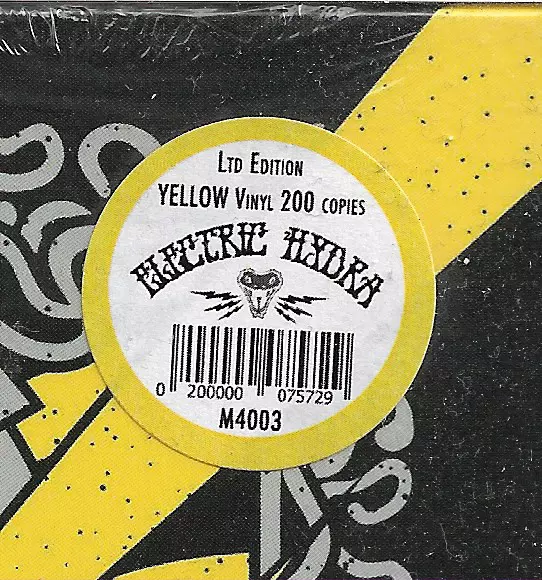 LTD EDITION
YELLOW VINYL 200 COPIES
ELECTRIC HYDRA
0 200000 075729
M4003